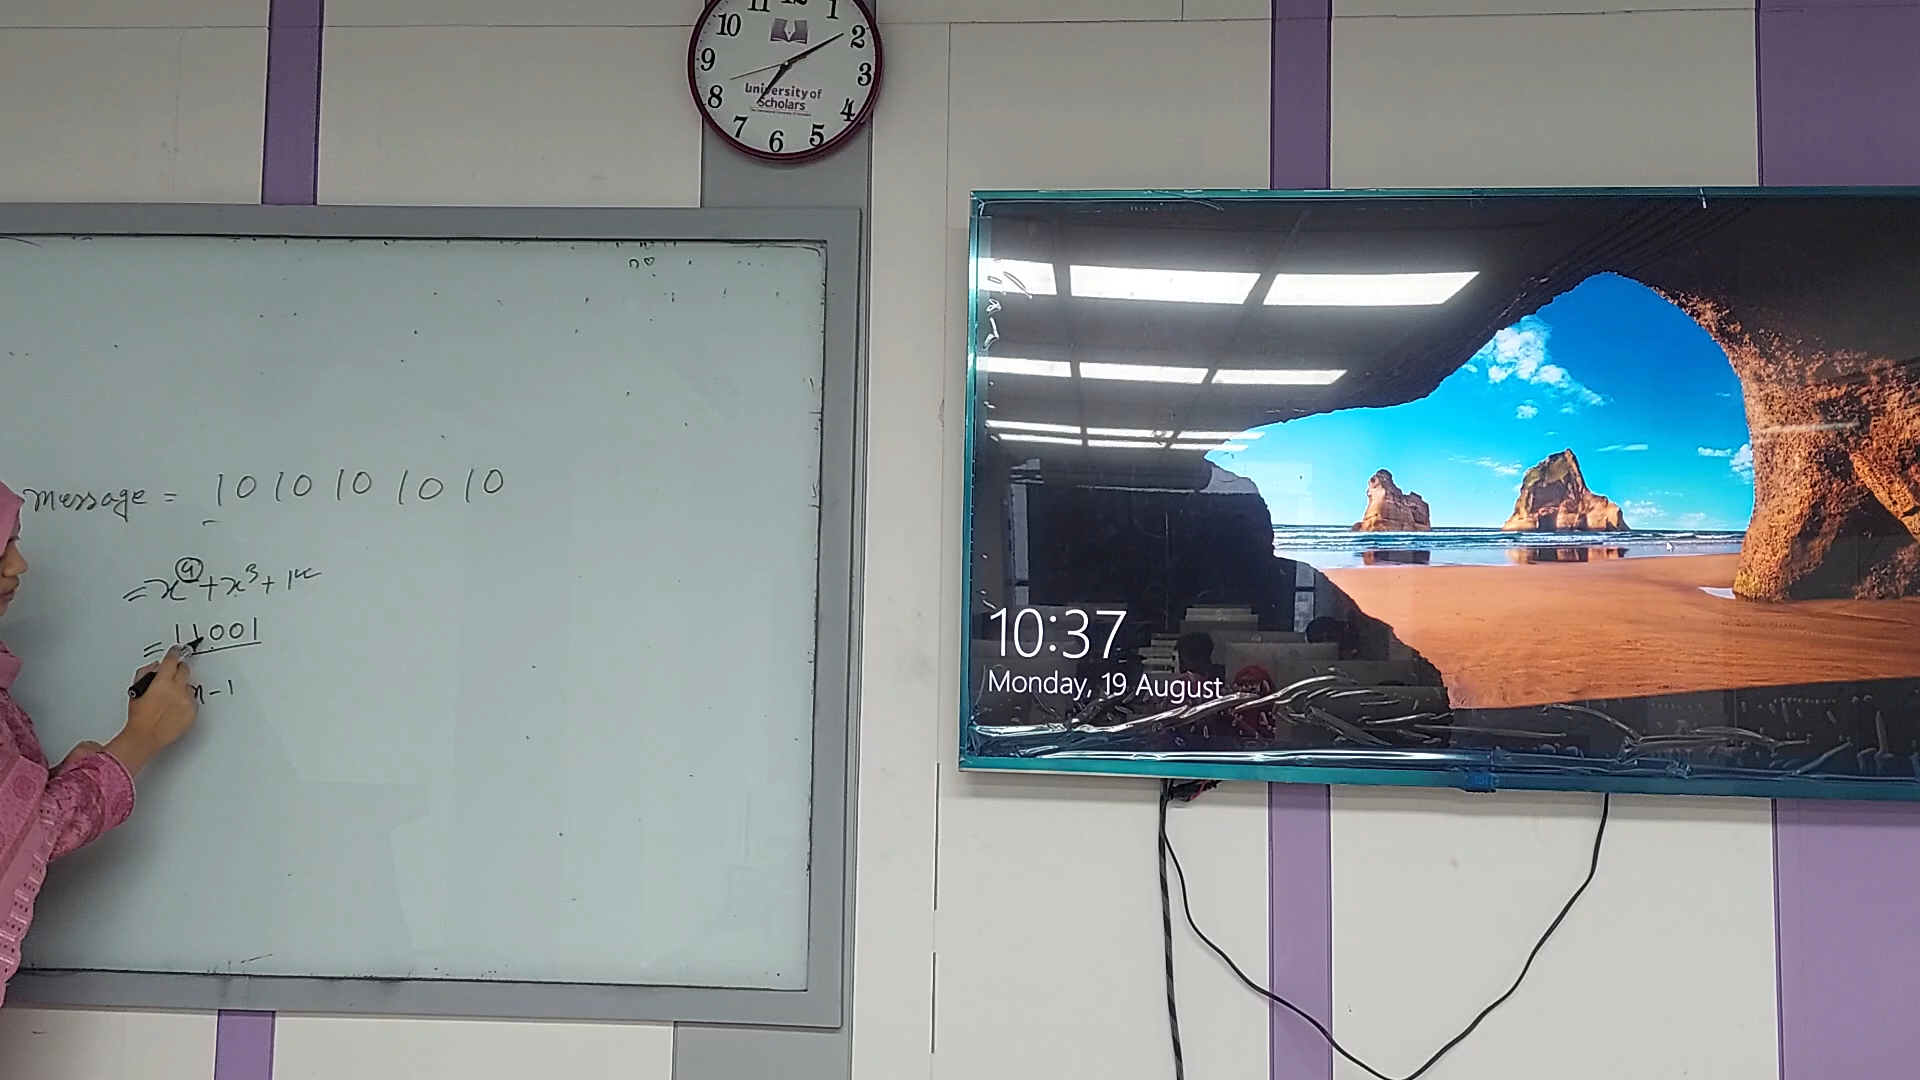 11 12 1
10 2
9 3
8 4
7 6 5
University of
Scholars
message = 1010101010
= x⁴ + x³ + 1
= 11001
n-1
10:37
Monday, 19 August